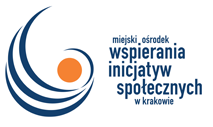 miejski ośrodek
wspierania
inicjatyw
społecznych
w krakowie